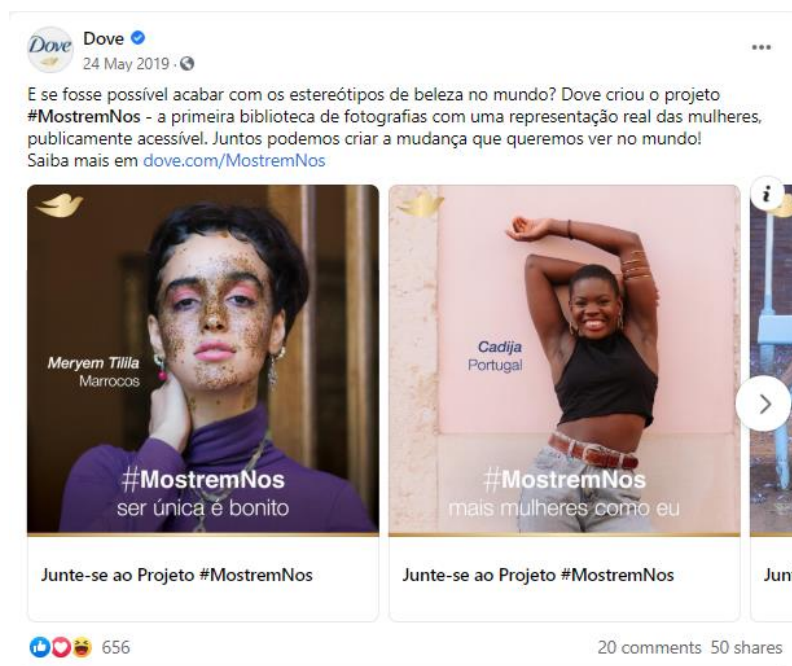 Dove
Dove
24 May 2019
E se fosse possível acabar com os estereótipos de beleza no mundo? Dove criou o projeto
#MostremNos - a primeira biblioteca de fotografias com uma representação real das mulheres,
publicamente acessível. Juntos podemos criar a mudança que queremos ver no mundo!
Saiba mais em dove.com/MostremNos
Meryem Tilila
Marrocos
#MostremNos
ser única é bonito
Junte-se ao Projeto #MostremNos
Cadija
Portugal
#MostremNos
mais mulheres como eu
Junte-se ao Projeto #MostremNos
i
Jun
656
20 comments 50 shares